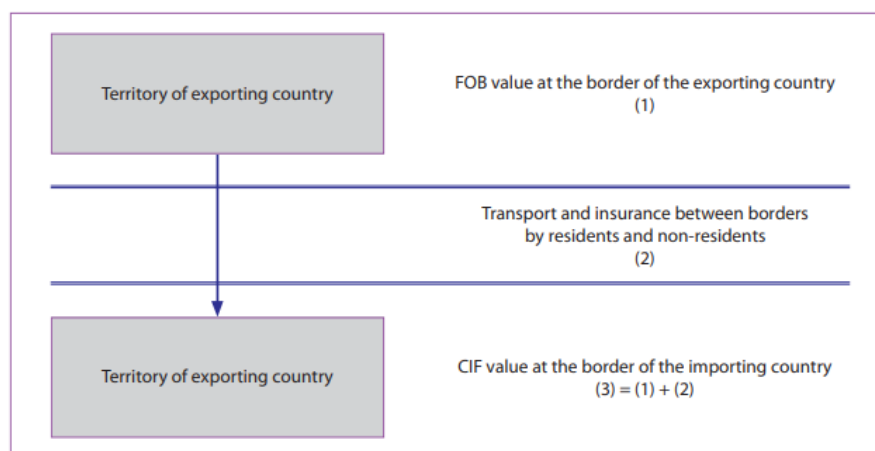 Territory of exporting country
FOB value at the border of the exporting country
(1)
Transport and insurance between borders
by residents and non-residents
(2)
Territory of exporting country
CIF value at the border of the importing country
(3) = (1) + (2)